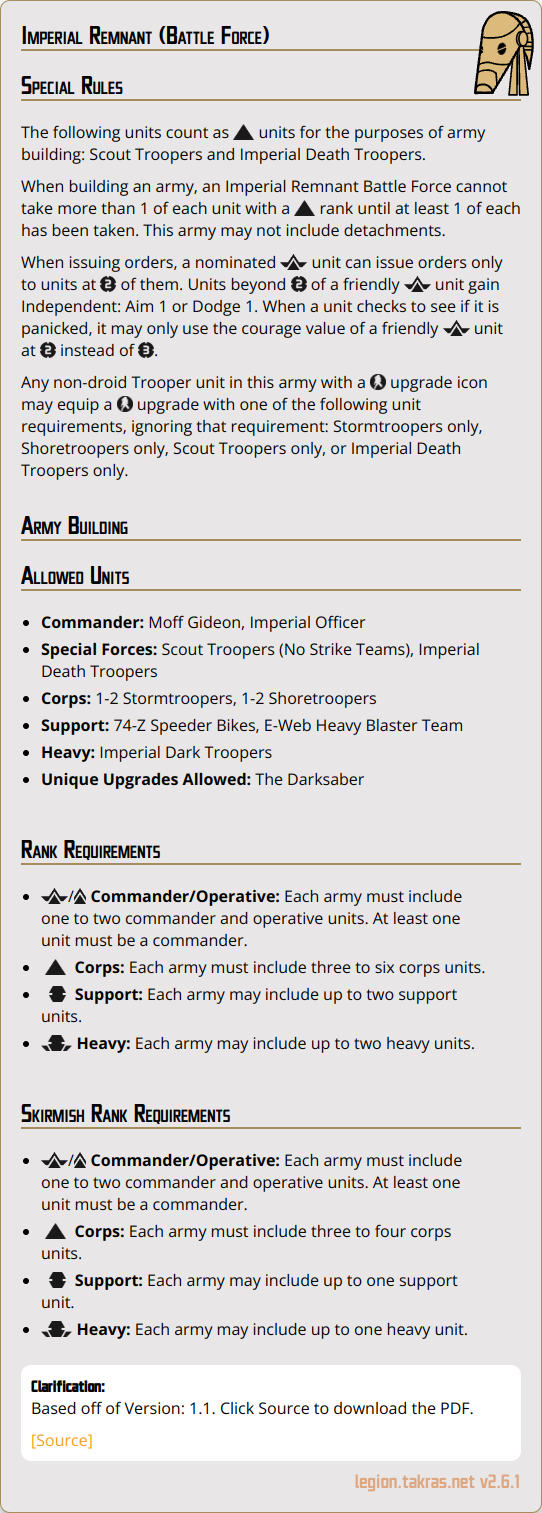 Imperial Remnant (Battle Force)
Special Rules
The following units count as units for the purposes of army
building: Scout Troopers and Imperial Death Troopers.
When building an army, an Imperial Remnant Battle Force cannot
take more than 1 of each unit with a rank until at least 1 of each
has been taken. This army may not include detachments.
When issuing orders, a nominated unit can issue orders only
to units at 2 of them. Units beyond 2 of a friendly unit gain
Independent: Aim 1 or Dodge 1. When a unit checks to see if it is
panicked, it may only use the courage value of a friendly unit
at 2 instead of 3.
Any non-droid Trooper unit in this army with a upgrade icon
may equip a upgrade with one of the following unit
requirements, ignoring that requirement: Stormtroopers only,
Shoretroopers only, Scout Troopers only, or Imperial Death
Troopers only.
Army Building
Allowed Units
• Commander: Moff Gideon, Imperial Officer
• Special Forces: Scout Troopers (No Strike Teams), Imperial
Death Troopers
• Corps: 1-2 Stormtroopers, 1-2 Shoretroopers
• Support: 74-Z Speeder Bikes, E-Web Heavy Blaster Team
• Heavy: Imperial Dark Troopers
• Unique Upgrades Allowed: The Darksaber
Rank Requirements
• / Commander/Operative: Each army must include
one to two commander and operative units. At least one
unit must be a commander.
• Corps: Each army must include three to six corps units.
• Support: Each army may include up to two support
units.
• Heavy: Each army may include up to two heavy units.
Skirmish Rank Requirements
• / Commander/Operative: Each army must include
one to two commander and operative units. At least one
unit must be a commander.
• Corps: Each army must include three to four corps
units.
• Support: Each army may include up to one support
unit.
• Heavy: Each army may include up to one heavy unit.
Clarification:
Based off of Version: 1.1. Click Source to download the PDF.
[Source]
legion.takras.net v2.6.1